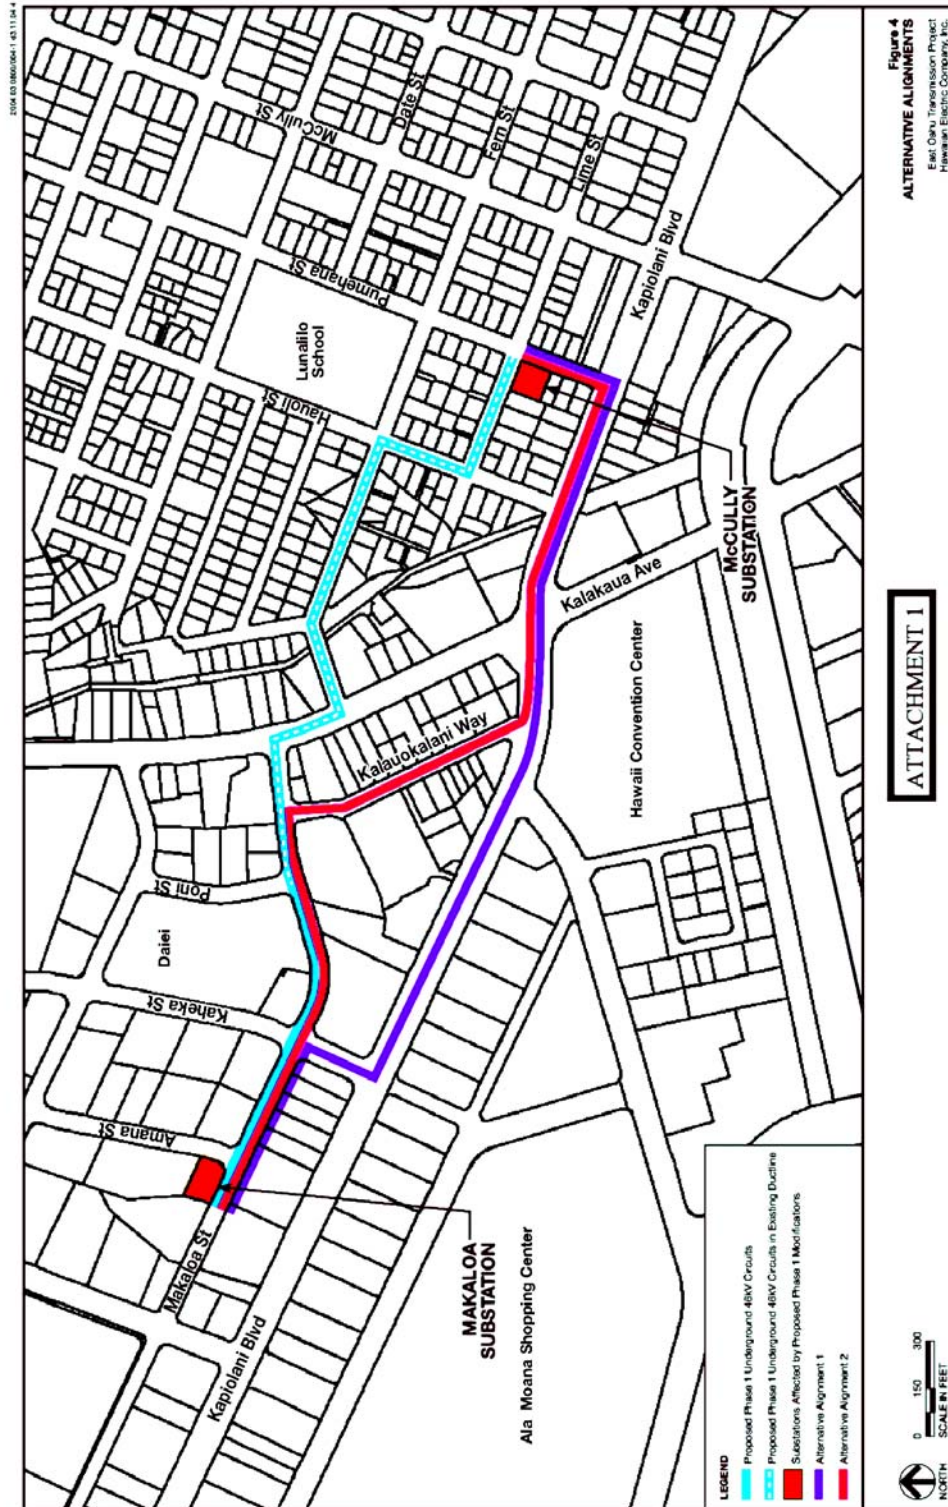 Figure 4
ALTERNATIVE ALIGNMENTS
East Oahu Transmission Project
Hawaiian Electric Company, Inc.
McCully St
Date St
Fern St
Lime St
Kapiolani Blvd
Pumehana St
Lunalilo
School
Hauoli St
McCULLY
SUBSTATION
Kalakaua Ave
Kalauokalani Way
Hawaii Convention Center
Poni St
Daiei
Kaheka St
Amana St
Makaloa St
MAKALOA
SUBSTATION
Kapiolani Blvd
Ala Moana Shopping Center
LEGEND
Proposed Phase 1 Underground 46kV Circuits
Proposed Phase 1 Underground 46kV Circuits in Existing Ductline
Substations Affected by Proposed Phase 1 Modifications
Alternative Alignment 1
Alternative Alignment 2
NORTH
0 150 300
SCALE IN FEET
ATTACHMENT 1